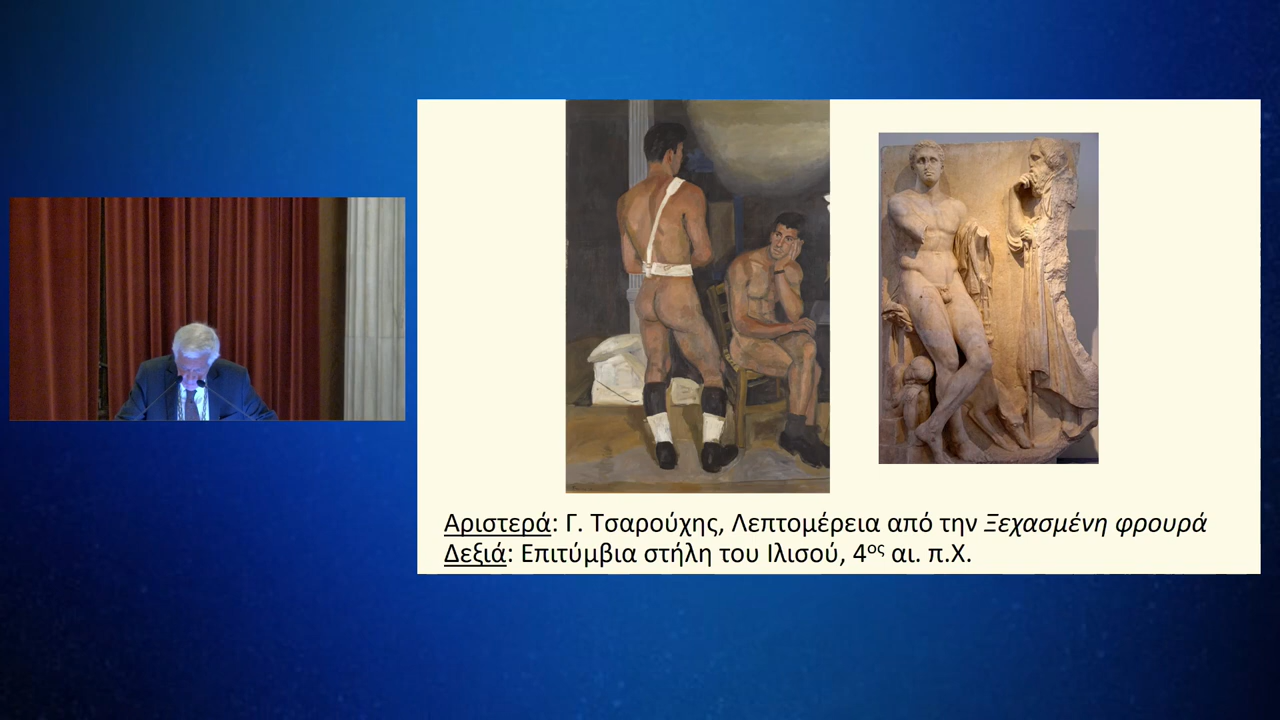 Αριστερά: Γ. Τσαρούχης, Λεπτομέρεια από την Ξεχασμένη φρουρά
Δεξιά: Επιτύμβια στήλη του Ιλισού, 4ος αι. π.Χ.